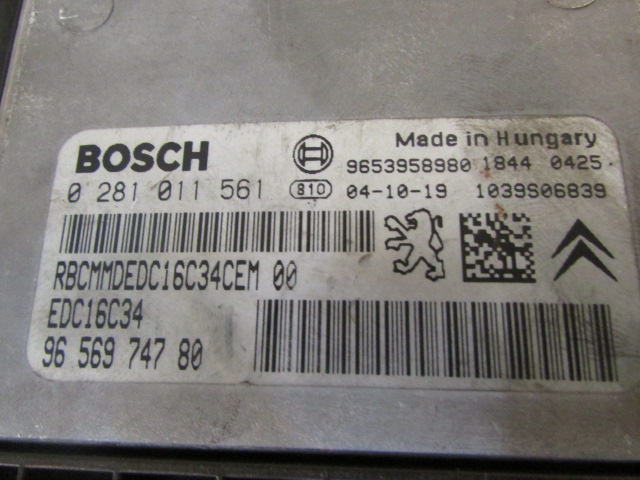 BOSCH
Made in Hungary
9653958980 1844 0425
0 281 011 561 810 04-10-19 1039S06839
RBCMMDEDC16C34CEM 00
EDC16C34
96 569 747 80